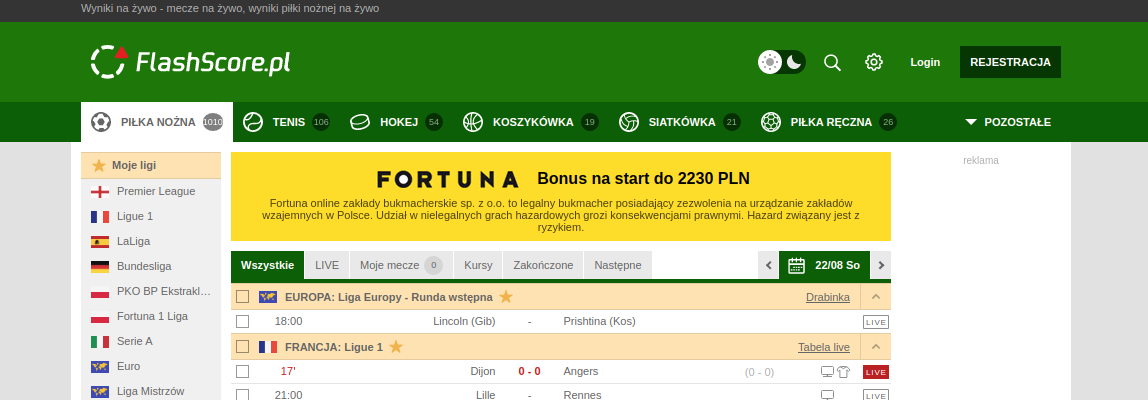 Wyniki na żywo - mecze na żywo, wyniki piłki nożnej na żywo
FlashScore.pl
Login
REJESTRACJA
PIŁKA NOŻNA 1010
TENIS 106
HOKEJ 54
KOSZYKÓWKA 19
SIATKÓWKA 21
PIŁKA RĘCZNA 26
POZOSTAŁE
Moje ligi
Premier League
Ligue 1
LaLiga
Bundesliga
PKO BP Ekstrakl...
Fortuna 1 Liga
Serie A
Euro
Liga Mistrzów
FORTUNA Bonus na start do 2230 PLN
Fortuna online zakłady bukmacherskie sp. z o.o. to legalny bukmacher posiadający zezwolenia na urządzanie zakładów
wzajemnych w Polsce. Udział w nielegalnych grach hazardowych grozi konsekwencjami prawnymi. Hazard związany jest z
ryzykiem.
reklama
Wszystkie LIVE Moje mecze 0 Kursy Zakończone Następne 22/08 So
EUROPA: Liga Europy - Runda wstępna Drabinka
18:00 Lincoln (Gib) - Prishtina (Kos) LIVE
FRANCJA: Ligue 1 Tabela live
17' Dijon 0 - 0 Angers (0 - 0) LIVE
21:00 Lille - Rennes LIVE